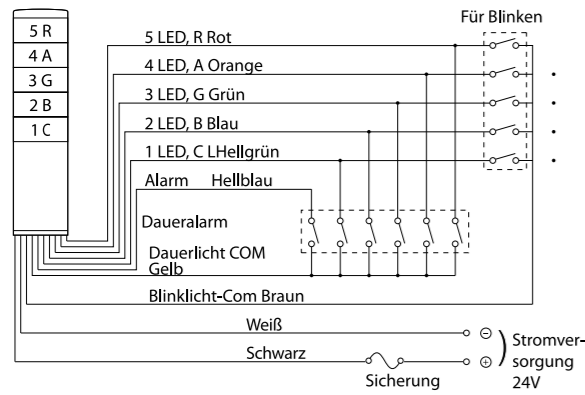 Für Blinken
5 R
4 A
3 G
2 B
1 C
5 LED, R Rot
4 LED, A Orange
3 LED, G Grün
2 LED, B Blau
1 LED, C LHellgrün
Alarm Hellblau
Daueralarm
Dauerlicht COM
Gelb
Blinklicht-Com Braun
Weiß
Schwarz
Sicherung
Stromver-
sorgung
24V